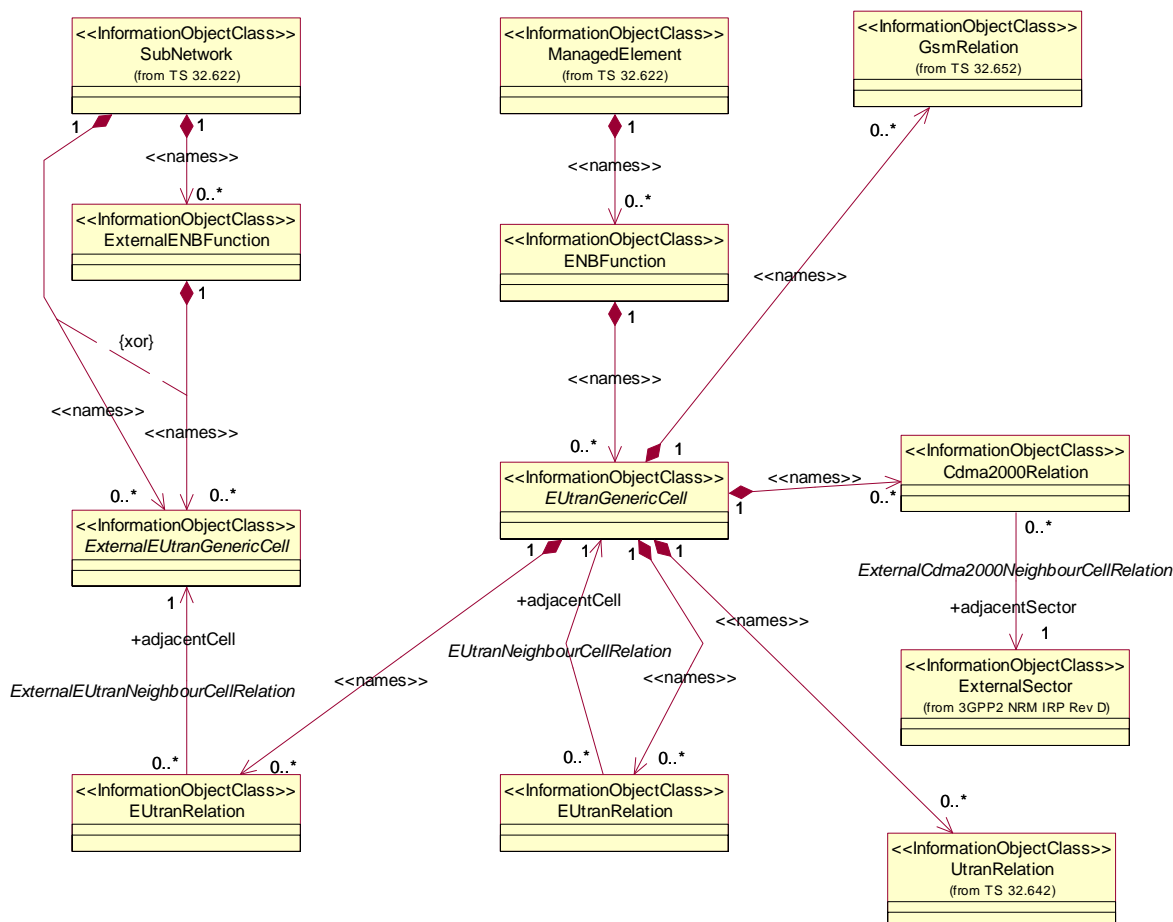 <<InformationObjectClass>>
SubNetwork
(from TS 32.622)
<<InformationObjectClass>>
ManagedElement
(from TS 32.622)
<<InformationObjectClass>>
GsmRelation
(from TS 32.652)
1
1
<<names>>
0..*
1
<<names>>
0..*
0..*
<<InformationObjectClass>>
ExternalENBFunction
<<InformationObjectClass>>
ENBFunction
1
{xor}
<<names>>
<<names>>
0..*
0..*
1
<<names>>
0..*
<<names>>
1
<<InformationObjectClass>>
ExternalEUtranGenericCell
<<InformationObjectClass>>
EUtranGenericCell
1
<<names>>
0..*
<<InformationObjectClass>>
Cdma2000Relation
0..*
ExternalCdma2000NeighbourCellRelation
+adjacentSector
1
<<InformationObjectClass>>
ExternalSector
(from 3GPP2 NRM IRP Rev D)
1
+adjacentCell
ExternalEUtranNeighbourCellRelation
0..*
1
<<names>>
0..*
1
+adjacentCell
EUtranNeighbourCellRelation
0..*
1
<<names>>
0..*
1
<<names>>
0..*
<<InformationObjectClass>>
EUtranRelation
<<InformationObjectClass>>
EUtranRelation
<<InformationObjectClass>>
UtranRelation
(from TS 32.642)